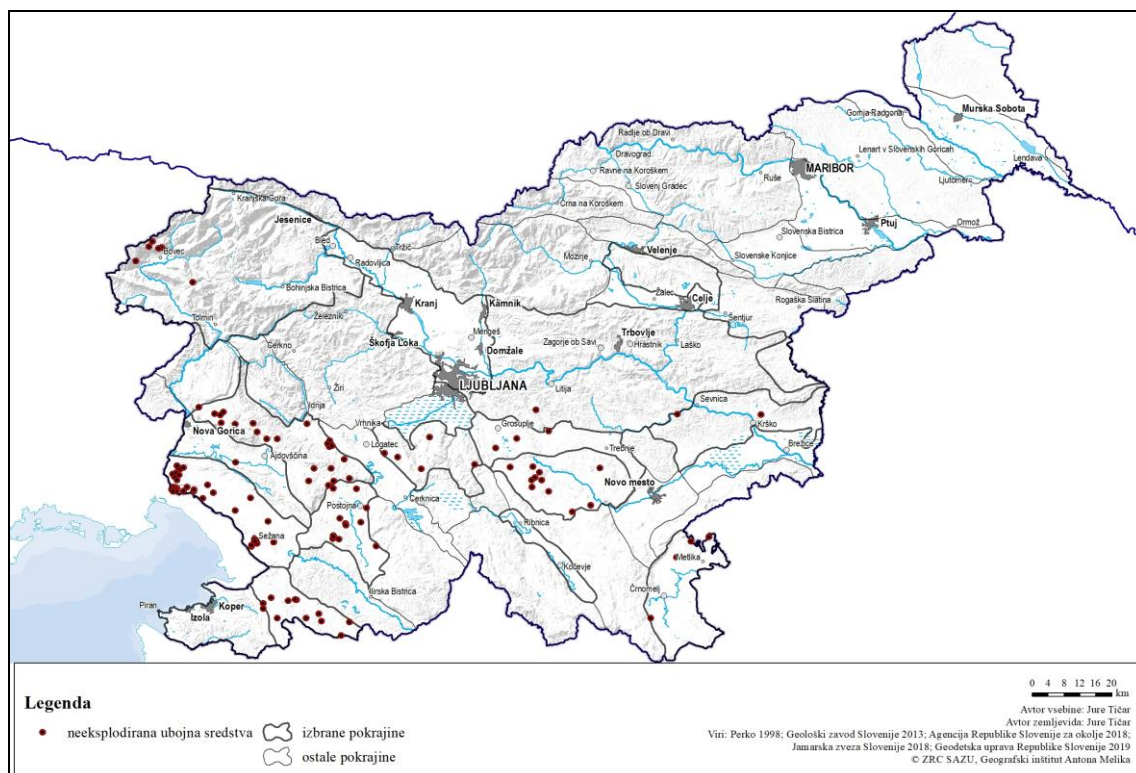 Murska Sobota
Gornja Radgona
Radlje ob Dravi
Lenart v Slovenskih Goricah
Lendava
Dravograd
MARIBOR
Ravne na Koroškem
Ruše
Ljutomer
Slovenj Gradec
Kranjska Gora
Črna na Koroškem
Ptuj
Ormož
Jesenice
Slovenska Bistrica
Bled
Tržič
Velenje
Bovec
Mozirje
Slovenske Konjice
Radovljica
Bohinjska Bistrica
Žalec
Celje
Rogaška Slatina
Kranj
Kamnik
Železniki
Šentjur
Tolmin
Mengeš
Trbovlje
Škofja Loka
Zagorje ob Savi
Hrastnik
Laško
Cerkno
Domžale
LJUBLJANA
Žiri
Litija
Sevnica
Idrija
Vrhnika
Grosuplje
Krško
Nova Gorica
Logatec
Brežice
Ajdovščina
Trebnje
Novo mesto
Cerknica
Postojna
Ribnica
Sežana
Metlika
Kočevje
Ilirska Bistrica
Črnomelj
Piran
Koper
Izola
Legenda
neeksplodirana ubojna sredstva
izbrane pokrajine
ostale pokrajine
0 4 8 12 16 20
km
Avtor vsebine: Jure Tičar
Avtor zemljevida: Jure Tičar
Viri: Perko 1998; Geološki zavod Slovenije 2013; Agencija Republike Slovenije za okolje 2018;
Jamarska zveza Slovenije 2018; Geodetska uprava Republike Slovenije 2019
© ZRC SAZU, Geografski inštitut Antona Melika